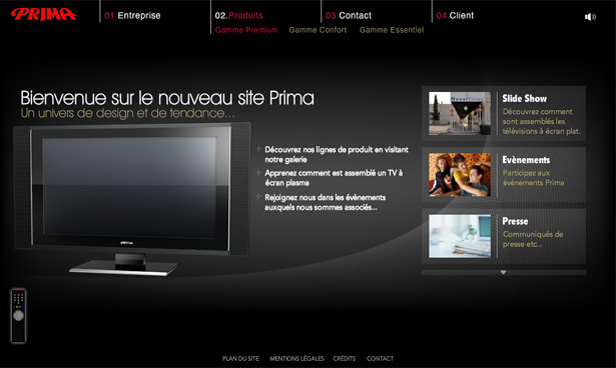 PRIMA
01.Entreprise
02.Produits
03.Contact
04.Client
Gamme Premium
Gamme Confort
Gamme Essentiel
Bienvenue sur le nouveau site Prima
Un univers de design et de tendance...
Découvrez nos lignes de produit en visitant
notre galerie
Apprenez comment est assemblé un TV à
écran plasma
Rejoignez nous dans les évènements
auxquels nous sommes associés...
Slide Show
Découvrez comment
sont assemblés les
télévisions à écran plat.
Evènements
Participez aux
évènements Prima
Presse
Communiqués de
presse etc...
PLAN DU SITE
MENTIONS LÉGALES
CRÉDITS
CONTACT